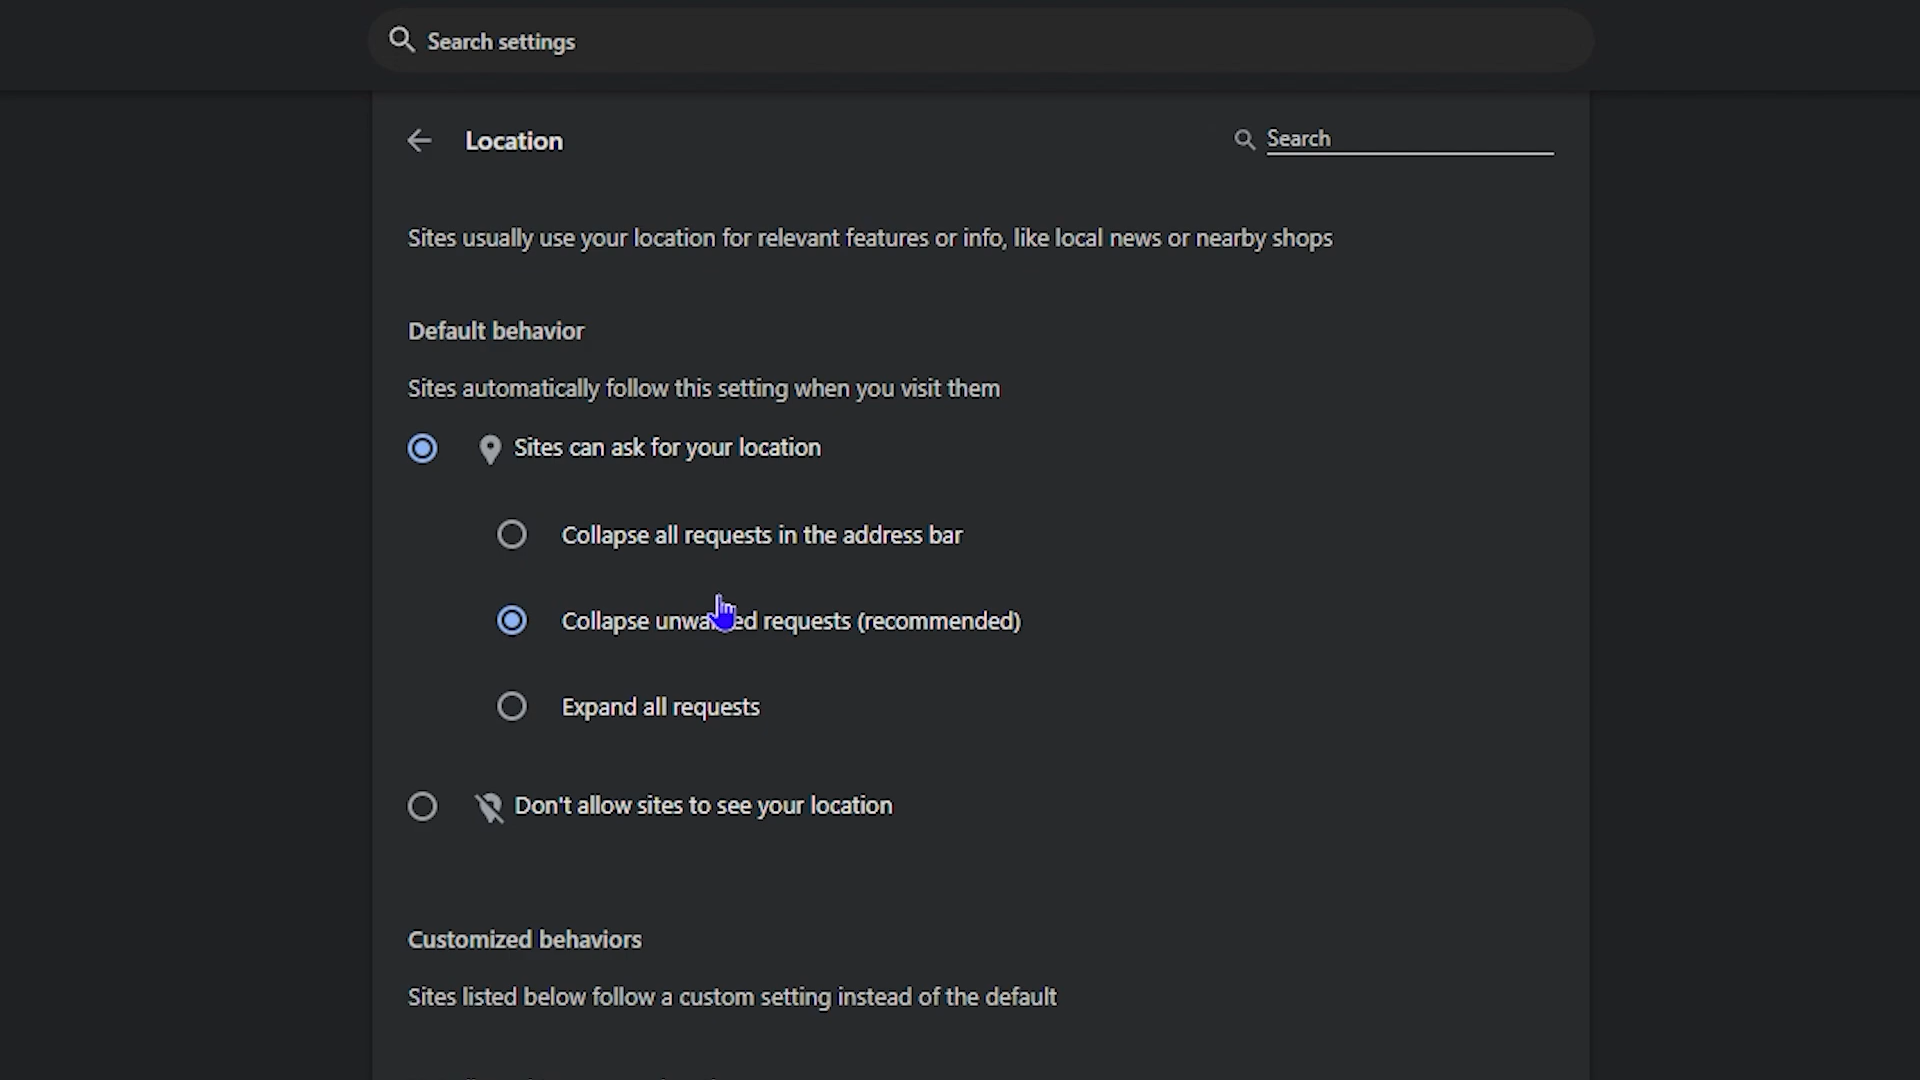 Search settings
Location
Search
Sites usually use your location for relevant features or info, like local news or nearby shops
Default behavior
Sites automatically follow this setting when you visit them
Sites can ask for your location
Collapse all requests in the address bar
Collapse requests (recommended)
Expand all requests
Don't allow sites to see your location
Customized behaviors
Sites listed below follow a custom setting instead of the default